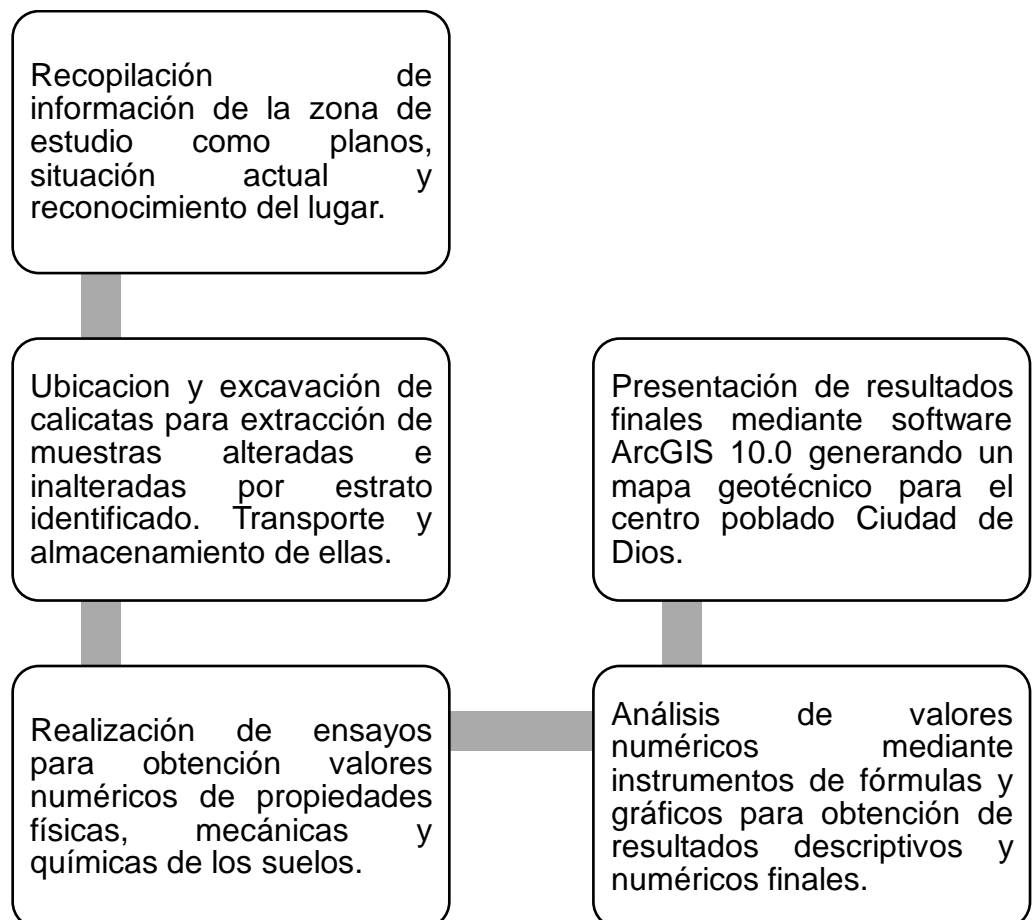 Recopilación de
información de la zona de
estudio como planos,
situación actual y
reconocimiento del lugar.
Ubicacion y excavación de
calicatas para extracción de
muestras alteradas e
inalteradas por estrato
identificado. Transporte y
almacenamiento de ellas.
Realización de ensayos
para obtención valores
numéricos de propiedades
físicas, mecánicas y
químicas de los suelos.
Análisis de valores
numéricos mediante
instrumentos de fórmulas y
gráficos para obtención de
resultados descriptivos y
numéricos finales.
Presentación de resultados
finales mediante software
ArcGIS 10.0 generando un
mapa geotécnico para el
centro poblado Ciudad de
Dios.